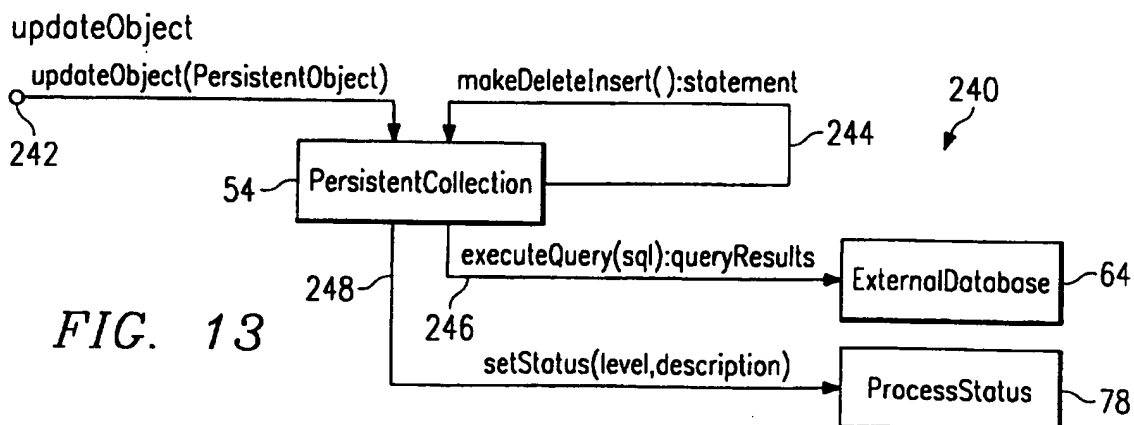 updateObject
updateObject(PersistentObject)
makeDeleteInsert():statement
240
242
244
54
PersistentCollection
executeQuery(sql):queryResults
ExternalDatabase
64
248
246
FIG. 13
setStatus(level,description)
ProcessStatus
78